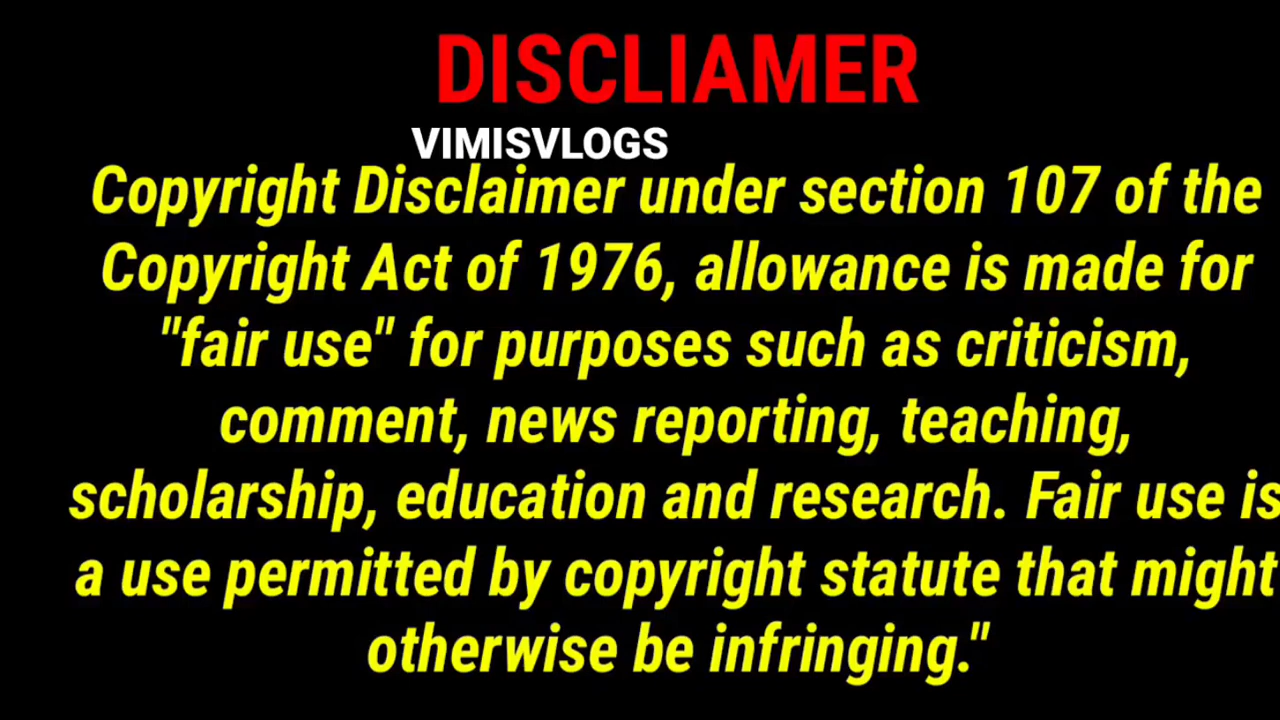 DISCLIAMER
VIMISVLOGS
Copyright Disclaimer under section 107 of the
Copyright Act of 1976, allowance is made for
"fair use" for purposes such as criticism,
comment, news reporting, teaching,
scholarship, education and research. Fair use is
a use permitted by copyright statute that might
otherwise be infringing."